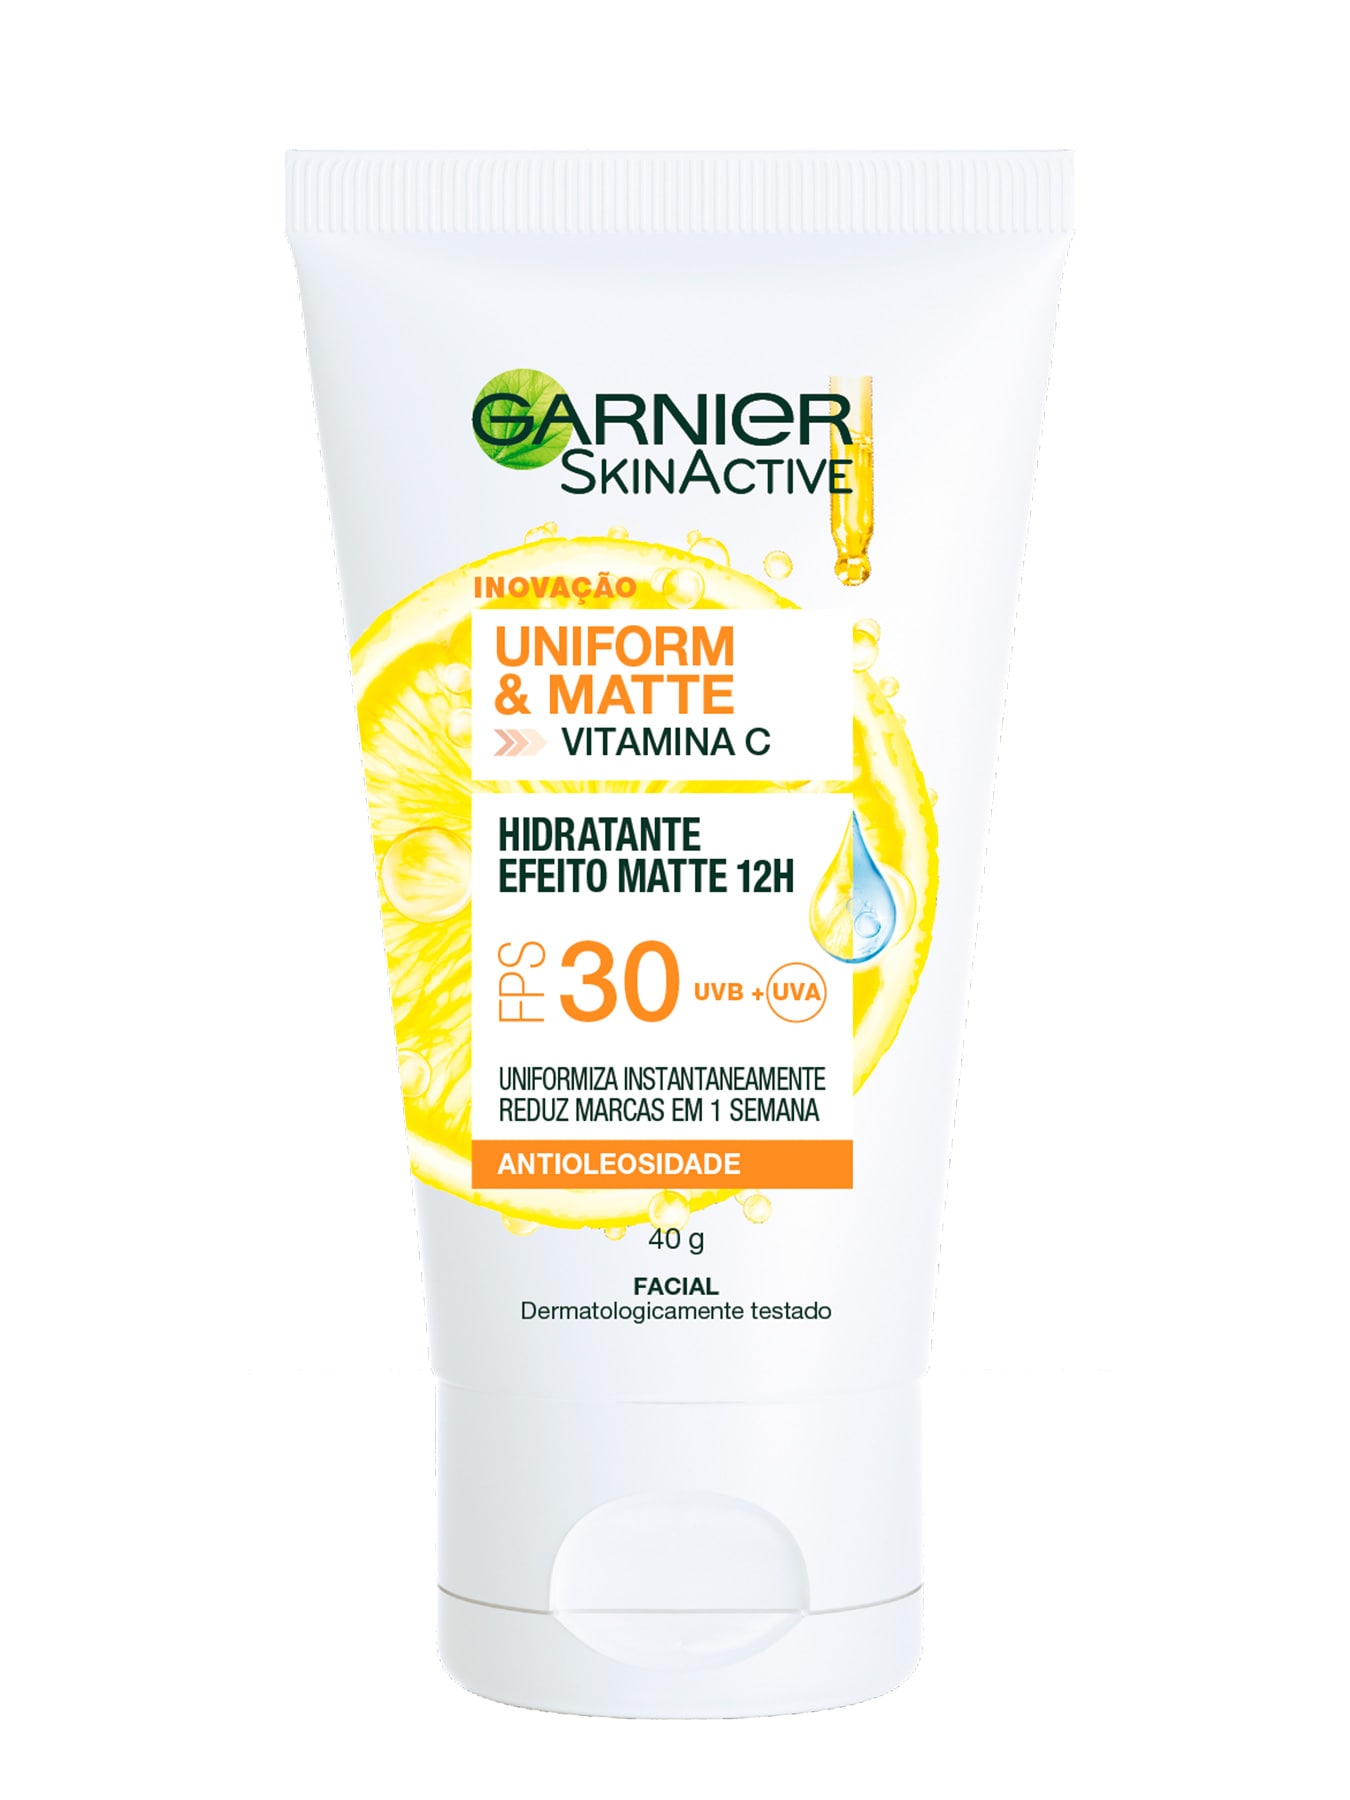 GARNIER
SKINACTIVE
INOVAÇÃO
UNIFORM
& MATTE
VITAMINA C
HIDRATANTE
EFEITO MATTE 12H
FPS 30 UVB + UVA
UNIFORMIZA INSTANTANEAMENTE
REDUZ MARCAS EM 1 SEMANA
ANTIOLEOSIDADE
40 g
FACIAL
Dermatologicamente testado